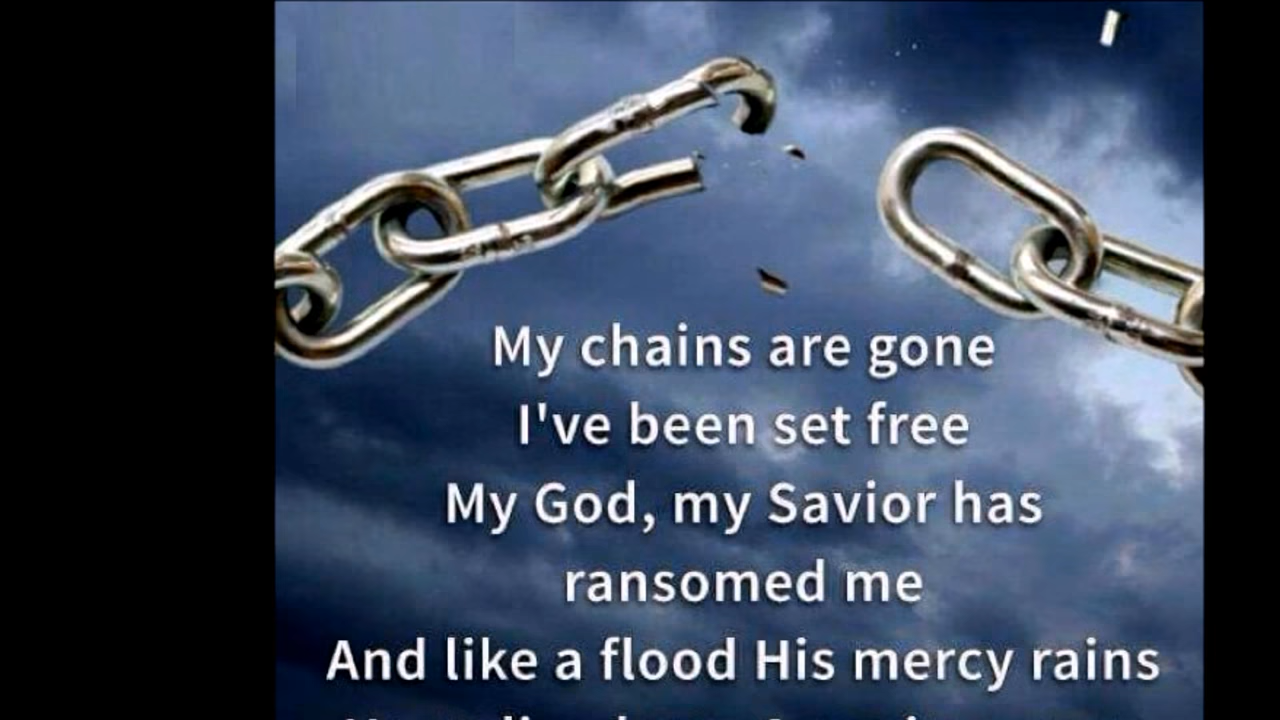 My chains are gone
I've been set free
My God, my Savior has
ransomed me
And like a flood His mercy rains